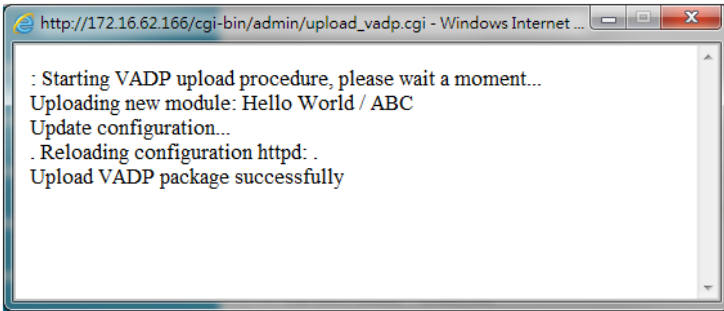 http://172.16.62.166/cgi-bin/admin/upload_vadp.cgi - Windows Internet ...
: Starting VADP upload procedure, please wait a moment...
Uploading new module: Hello World / ABC
Update configuration...
. Reloading configuration httpd: .
Upload VADP package successfully